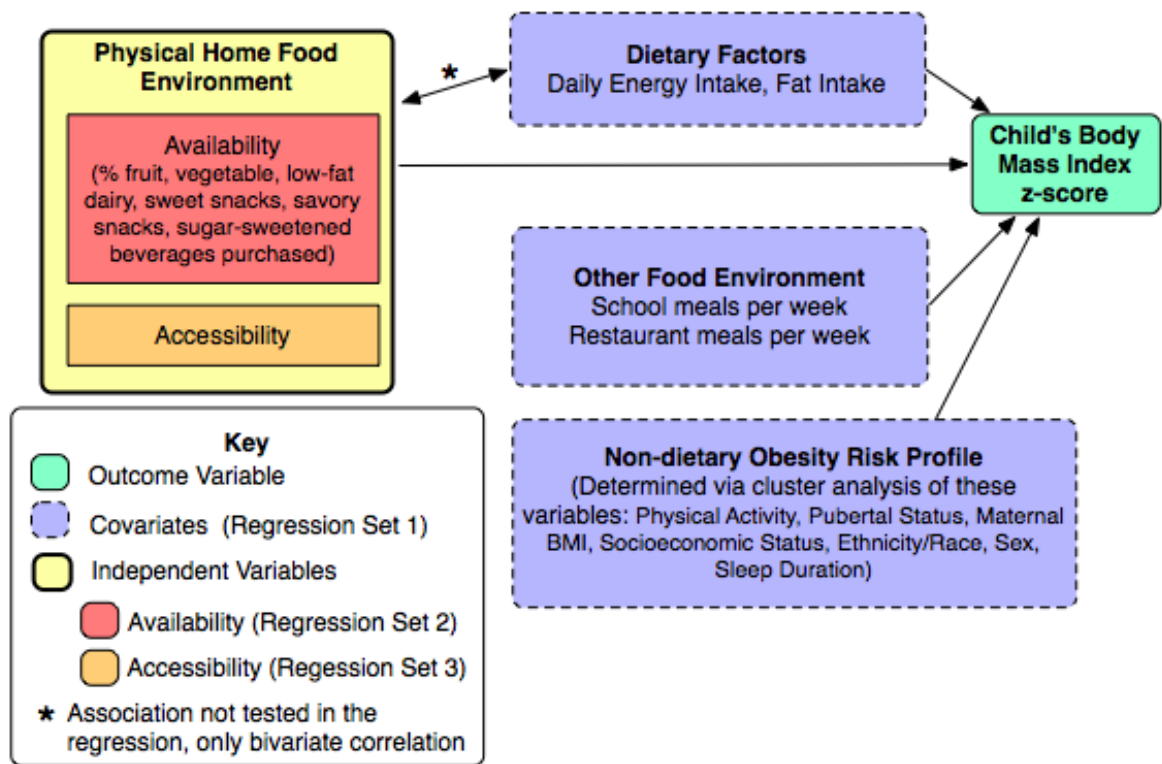 Physical Home Food
Environment
Availability
(% fruit, vegetable, low-fat
dairy, sweet snacks, savory
snacks, sugar-sweetened
beverages purchased)
Accessibility
*
Dietary Factors
Daily Energy Intake, Fat Intake
Child's Body
Mass Index
z-score
Other Food Environment
School meals per week
Restaurant meals per week
Non-dietary Obesity Risk Profile
(Determined via cluster analysis of these
variables: Physical Activity, Pubertal Status, Maternal
BMI, Socioeconomic Status, Ethnicity/Race, Sex,
Sleep Duration)
Key
Outcome Variable
Covariates (Regression Set 1)
Independent Variables
Availability (Regression Set 2)
Accessibility (Regession Set 3)
* Association not tested in the
regression, only bivariate correlation